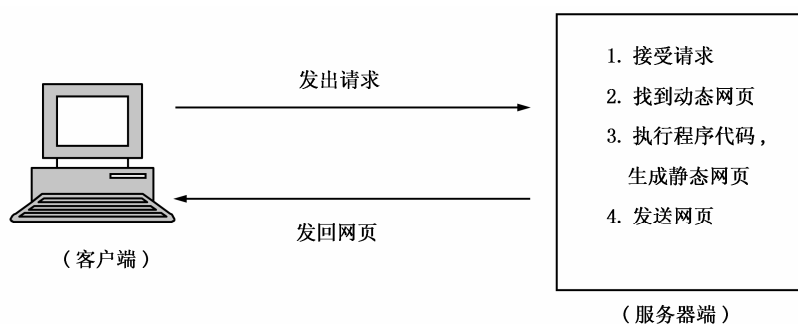 发出请求
发回网页
(客户端)
1. 接受请求
2. 找到动态网页
3. 执行程序代码,
生成静态网页
4. 发送网页
(服务器端)